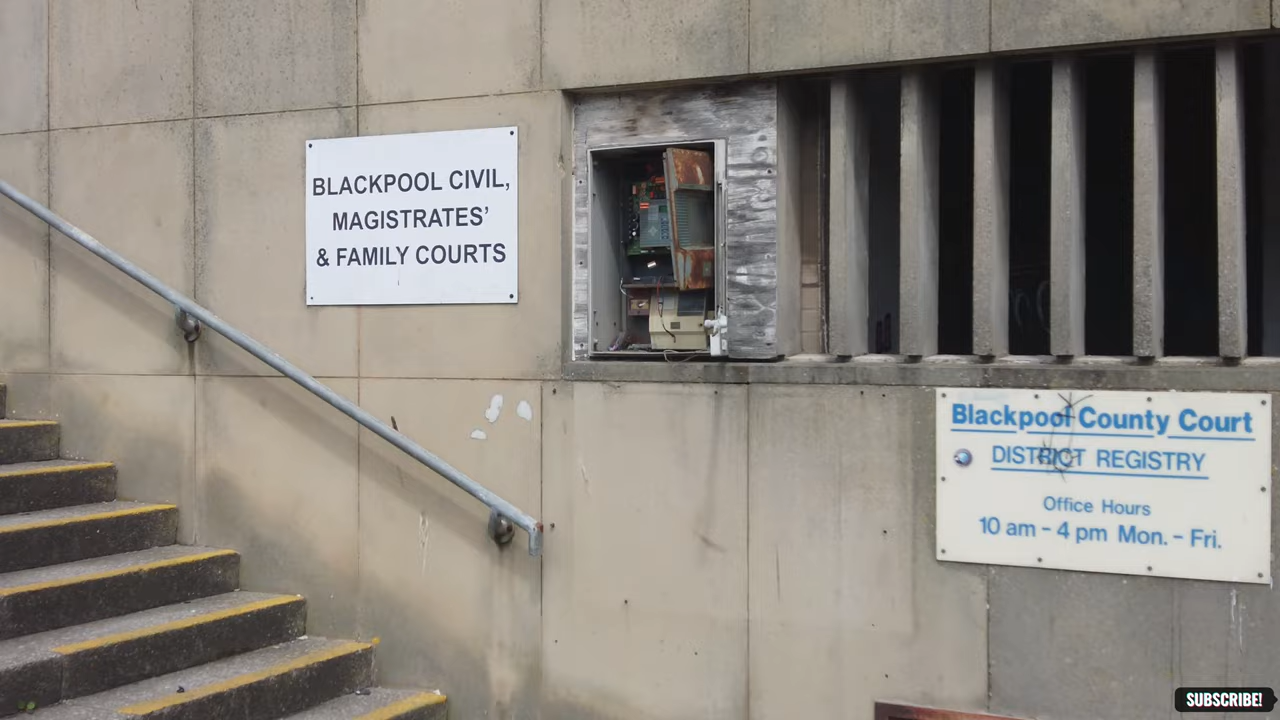 BLACKPOOL CIVIL,
MAGISTRATES’
& FAMILY COURTS
Blackpool County Court
DISTRICT REGISTRY
Office Hours
10 am - 4 pm Mon. - Fri.
SUBSCRIBE!